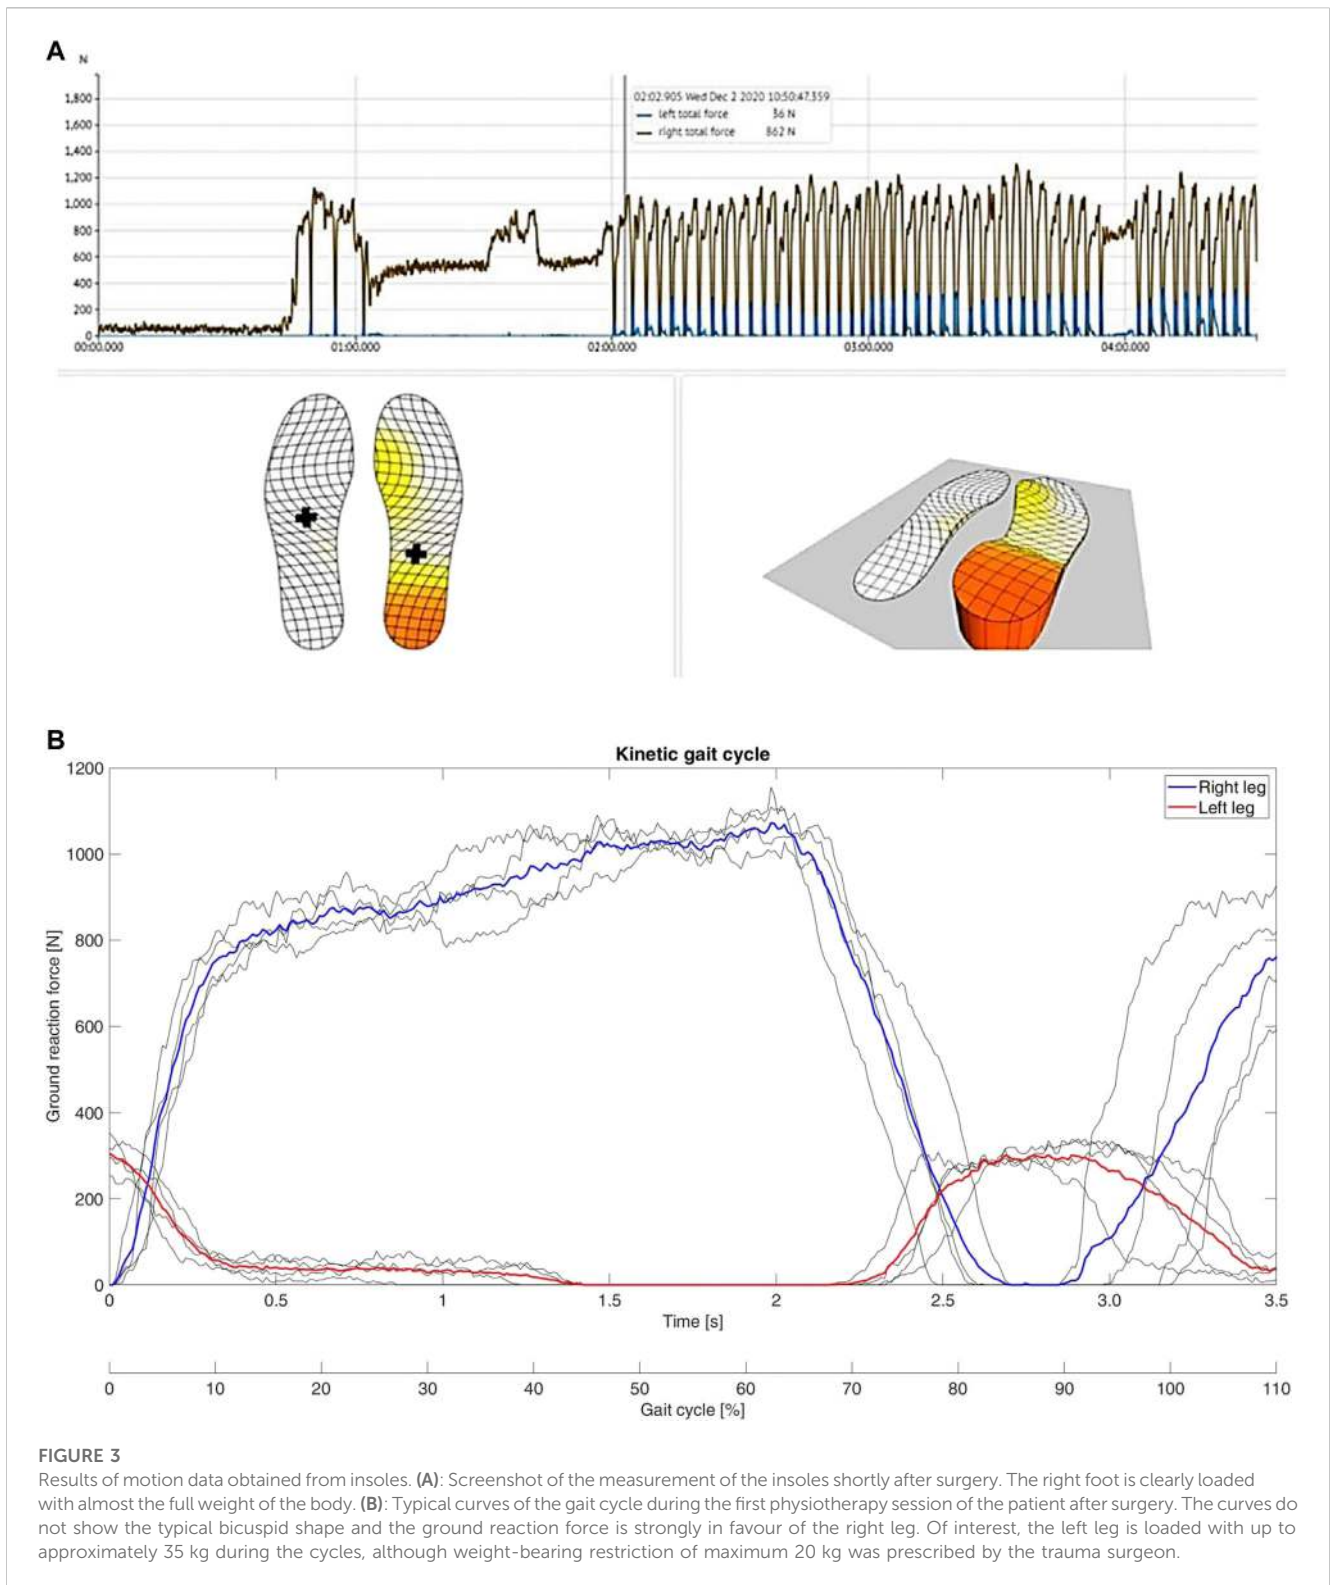 A
N
1,800
1,600
1,400
1,200
1,000
800
600
400
200
0
02:02.905 Wed Dec 2 2020 10:50:47.359
left total force 36 N
right total force 862 N
00:00.000 01:00.000 02:00.000 03:00.000 04:00.000
B
Kinetic gait cycle
Right leg
Left leg
Ground reaction force [N]
1200
1000
800
600
400
200
0
0 0.5 1 1.5 2 2.5 3.0 3.5
Time [s]
0 10 20 30 40 50 60 70 80 90 100 110
Gait cycle [%]
FIGURE 3
Results of motion data obtained from insoles. (A): Screenshot of the measurement of the insoles shortly after surgery. The right foot is clearly loaded
with almost the full weight of the body. (B): Typical curves of the gait cycle during the first physiotherapy session of the patient after surgery. The curves do
not show the typical bicuspid shape and the ground reaction force is strongly in favour of the right leg. Of interest, the left leg is loaded with up to
approximately 35 kg during the cycles, although weight-bearing restriction of maximum 20 kg was prescribed by the trauma surgeon.